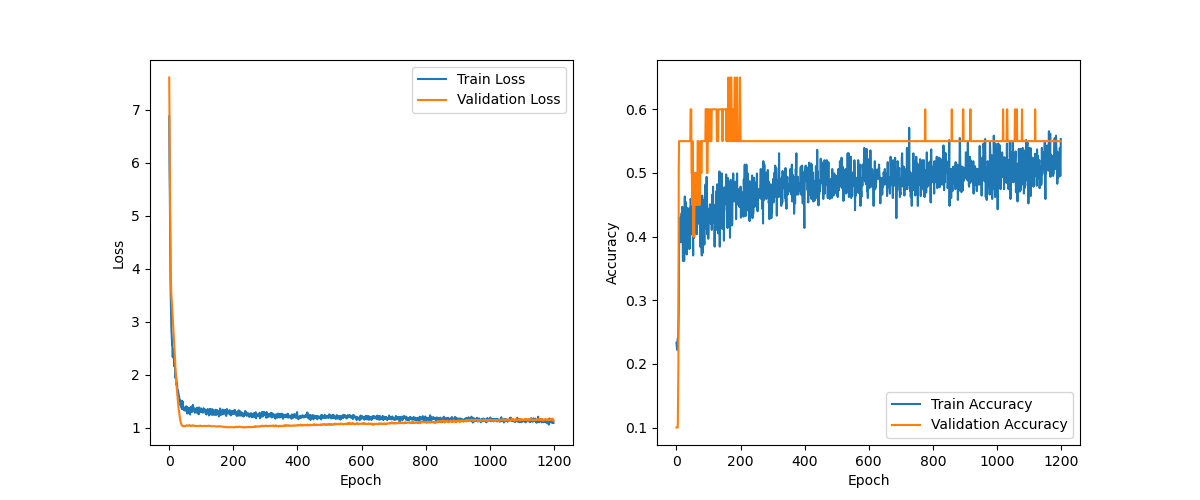 Train Loss
Validation Loss
7
6
5
4
3
2
1
0 200 400 600 800 1000 1200
Epoch
Loss
0.6
0.5
0.4
0.3
0.2
0.1
Train Accuracy
Validation Accuracy
0 200 400 600 800 1000 1200
Epoch
Accuracy